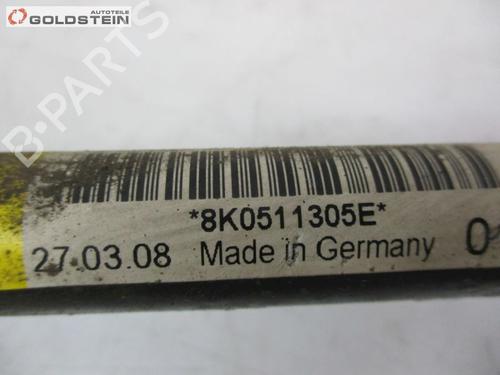 AUTOTEILE
GOLDSTEIN
B-PARTS
*8K0511305E*
27.03.08 Made in Germany